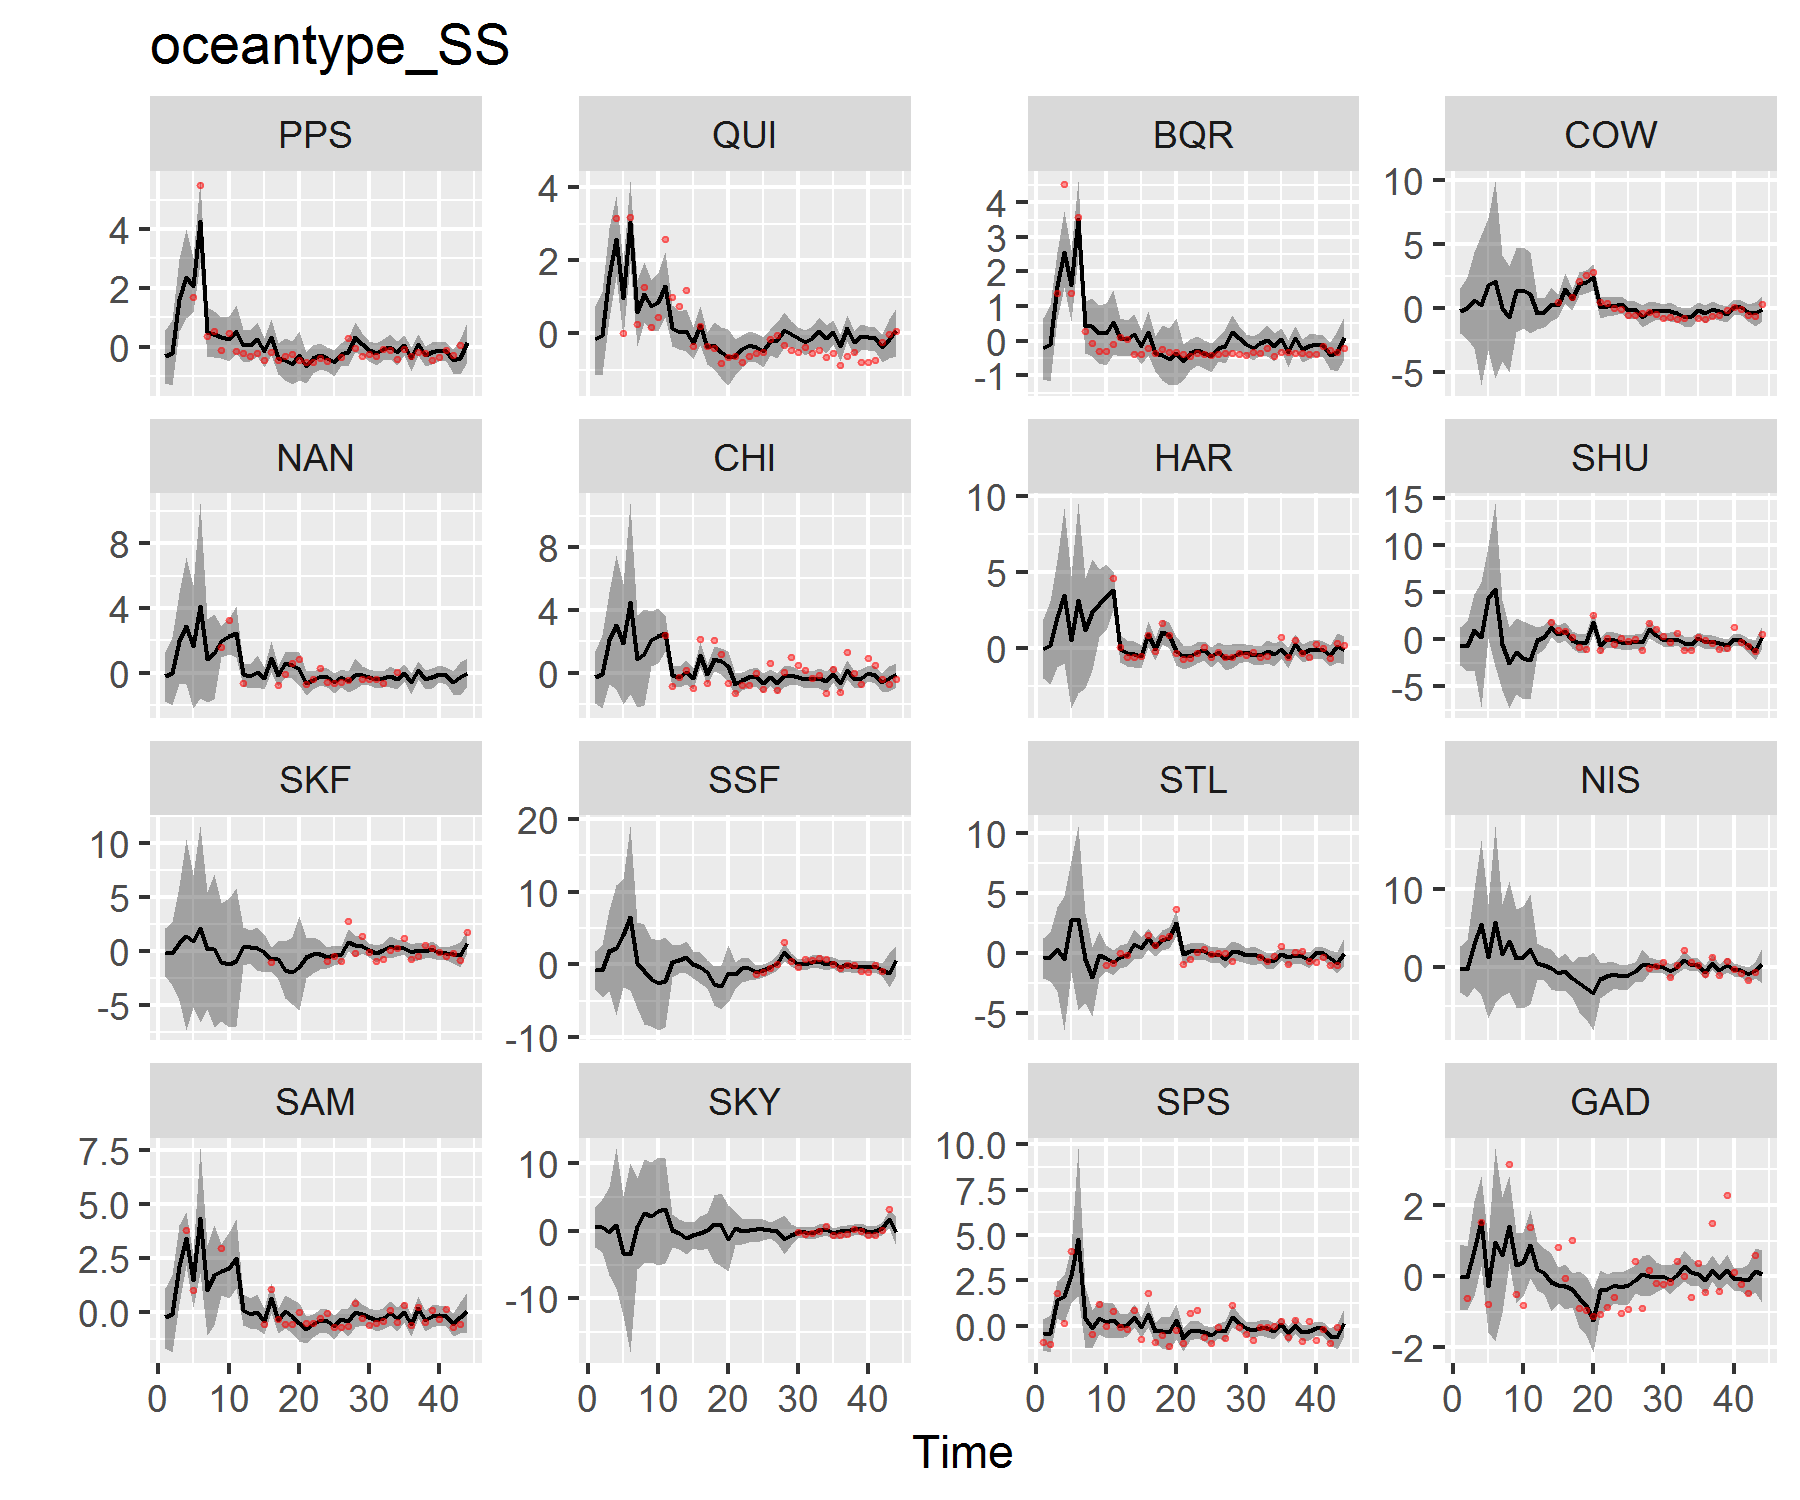 oceantype_SS
PPS QUI BQR COW
4 2 0
4 2 0
4 3 2 1 0 -1
10 5 0 -5
NAN CHI HAR SHU
8 4 0
8 4 0
10 5 0
15 10 5 0 -5
SKF SSF STL NIS
10 5 0 -5
20 10 0 -10
10 5 0 -5
10 0
SAM SKY SPS GAD
7.5 5.0 2.5 0.0
10 0 -10
10.0 7.5 5.0 2.5 0.0
2 0 -2
0 10 20 30 40 0 10 20 30 40 0 10 20 30 40 0 10 20 30 40
Time